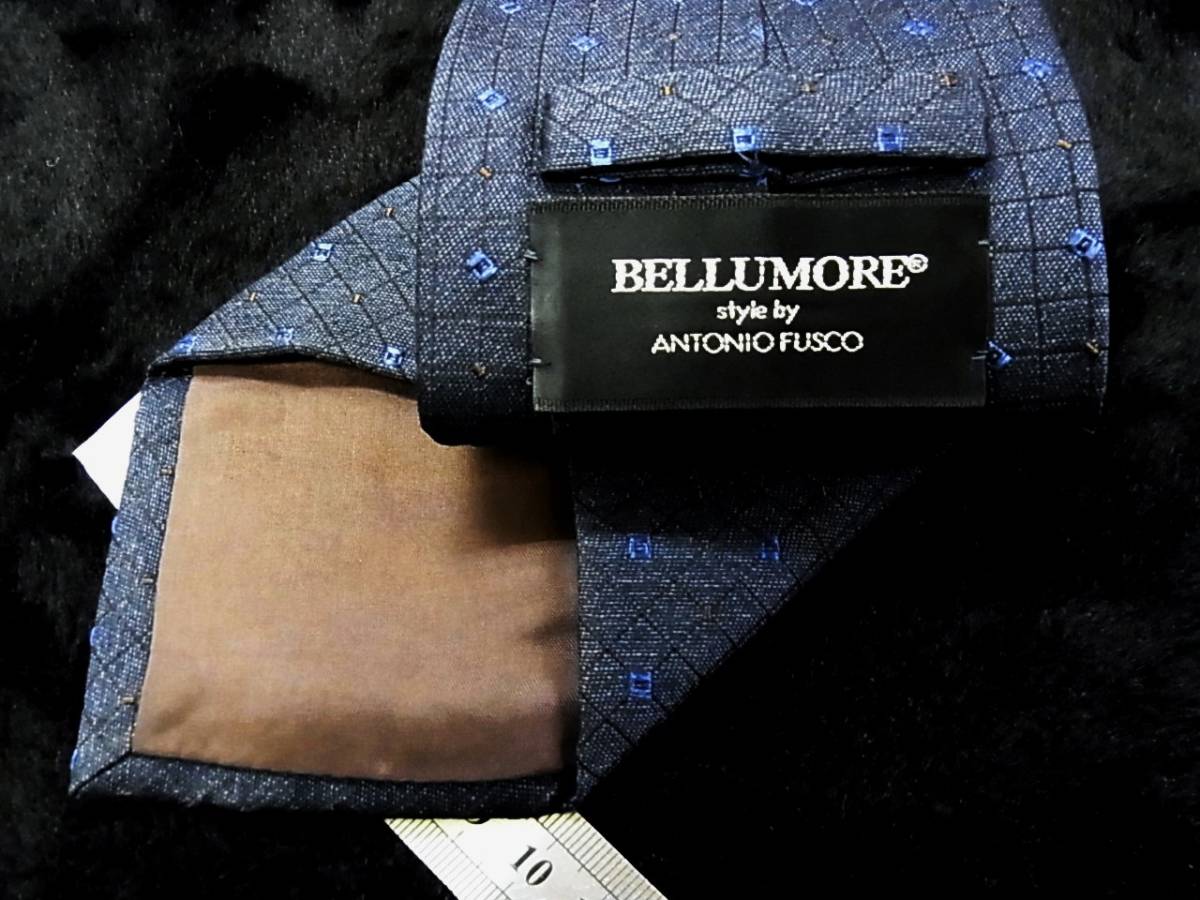 BELLUMORE®
style by
ANTONIO FUSCO
10